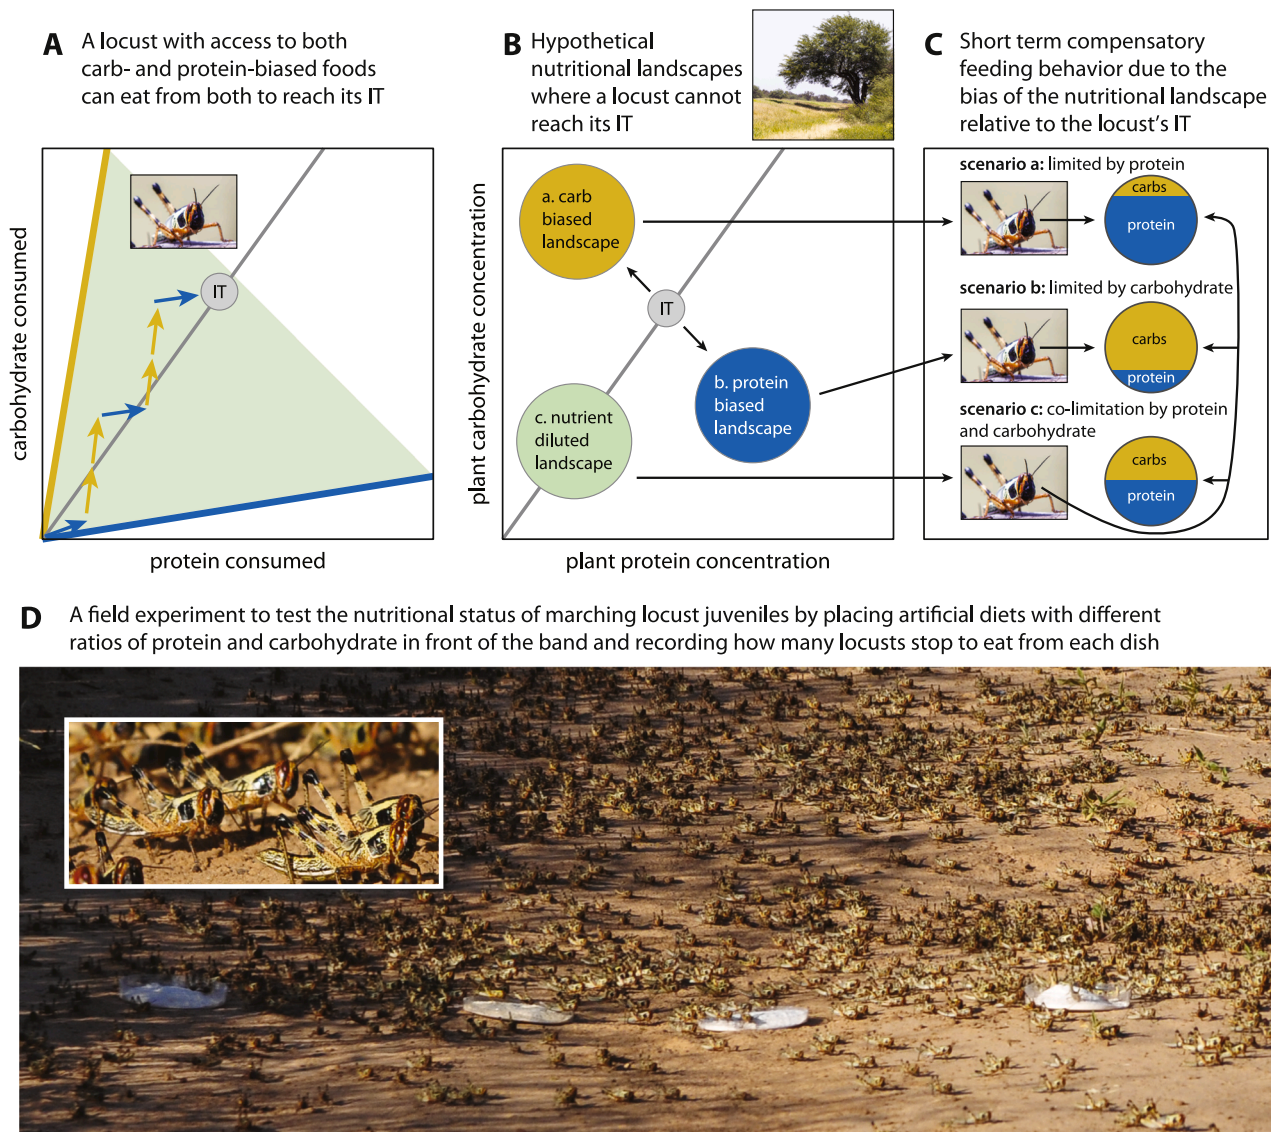 A
A locust with access to both
carb- and protein-biased foods
can eat from both to reach its IT
carbohydrate consumed
IT
protein consumed
B
Hypothetical
nutritional landscapes
where a locust cannot
reach its IT
plant carbohydrate concentration
a. carb
biased
landscape
IT
b. protein
biased
landscape
c. nutrient
diluted
landscape
plant protein concentration
C
Short term compensatory
feeding behavior due to the
bias of the nutritional landscape
relative to the locust's IT
scenario a: limited by protein
carbs
protein
scenario b: limited by carbohydrate
carbs
protein
scenario c: co-limitation by protein
and carbohydrate
carbs
protein
D
A field experiment to test the nutritional status of marching locust juveniles by placing artificial diets with different
ratios of protein and carbohydrate in front of the band and recording how many locusts stop to eat from each dish